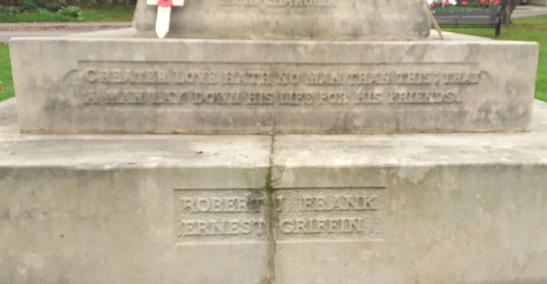 GREATER LOVE HATH NO MAN THAN THIS, THAT
A MAN LAY DOWN HIS LIFE FOR HIS FRIENDS.
ROBERT J. FRANK
ERNEST GRIFFIN